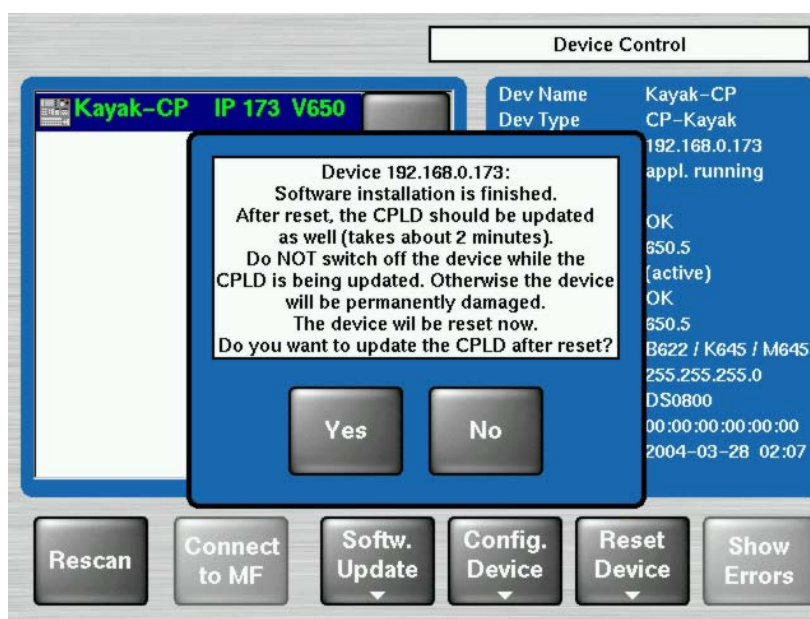 Device Control
Kayak-CP IP 173 V650
Dev Name Kayak-CP
Dev Type CP-Kayak
192.168.0.173
appl. running
OK
650.5
(active)
OK
650.5
B622 / K645 / M645
255.255.255.0
DS0800
00:00:00:00:00:00
2004-03-28 02:07
Device 192.168.0.173:
Software installation is finished.
After reset, the CPLD should be updated
as well (takes about 2 minutes).
Do NOT switch off the device while the
CPLD is being updated. Otherwise the device
will be permanently damaged.
The device wil be reset now.
Do you want to update the CPLD after reset?
Yes No
Rescan
Connect
to MF
Softw.
Update
Config.
Device
Reset
Device
Show
Errors